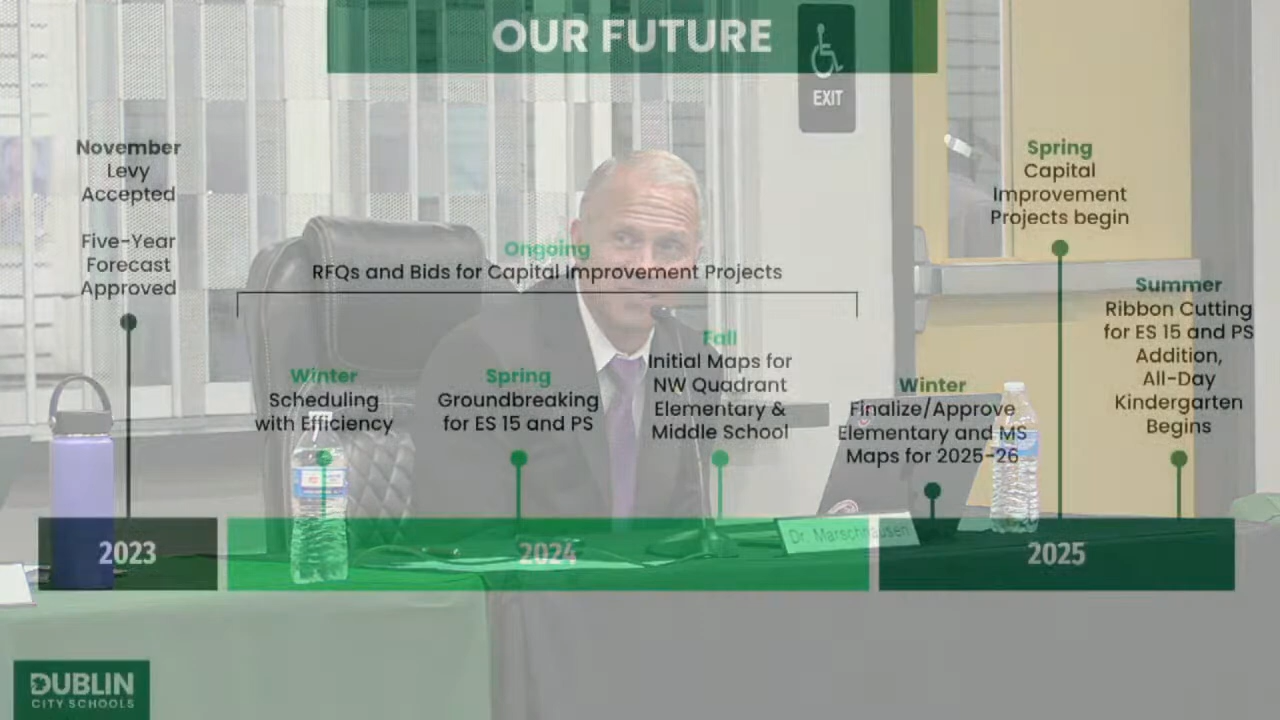 OUR FUTURE
EXIT
November
Levy
Accepted
Five-Year
Forecast
Approved
Ongoing
RFQs and Bids for Capital Improvement Projects
Winter
Scheduling
with Efficiency
Spring
Groundbreaking
for ES 15 and PS
Fall
Initial Maps for
NW Quadrant
Elementary &
Middle School
Winter
Finalize/Approve
Elementary and MS
Maps for 2025-26
Spring
Capital
Improvement
Projects begin
Summer
Ribbon Cutting
for ES 15 and PS
Addition,
All-Day
Kindergarten
Begins
Dr. Marschhausen
2023
2024
2025
DUBLIN
CITY SCHOOLS